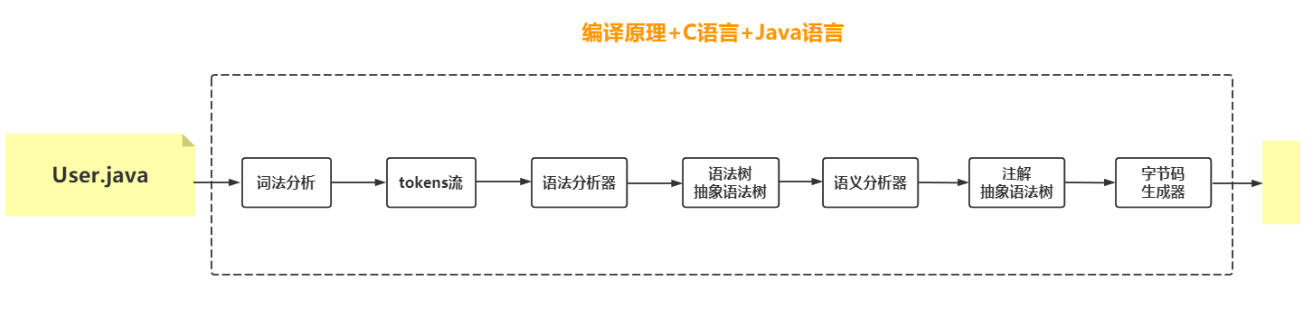 编译原理+C语言+Java语言
User.java
词法分析
tokens流
语法分析器
语法树
抽象语法树
语义分析器
注解
抽象语法树
字节码
生成器